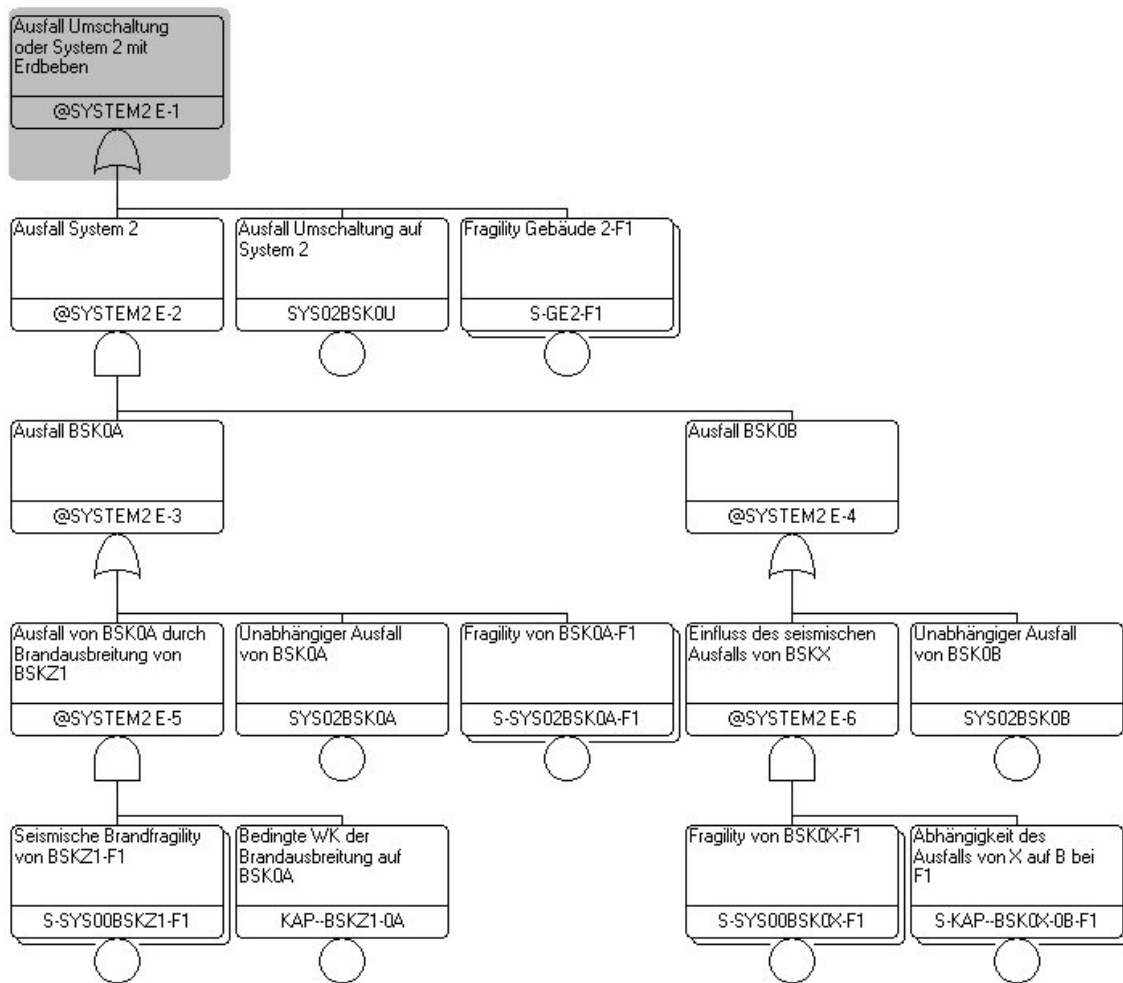 Ausfall Umschaltung
oder System 2 mit
Erdbeben
@SYSTEM2 E-1
Ausfall System 2
@SYSTEM2 E-2
Ausfall Umschaltung auf
System 2
SYS02BSK0U
Fragility Gebäude 2-F1
S-GE2-F1
Ausfall BSK0A
@SYSTEM2 E-3
Ausfall BSK0B
@SYSTEM2 E-4
Ausfall von BSK0A durch
Brandausbreitung von
BSKZ1
@SYSTEM2 E-5
Unabhängiger Ausfall
von BSK0A
SYS02BSK0A
Fragility von BSK0A-F1
S-SYS02BSK0A-F1
Einfluss des seismischen
Ausfalls von BSKX
@SYSTEM2 E-6
Unabhängiger Ausfall
von BSK0B
SYS02BSK0B
Seismische Brandfragility
von BSKZ1-F1
S-SYS00BSKZ1-F1
Bedingte WK der
Brandausbreitung auf
BSK0A
KAP--BSKZ1-0A
Fragility von BSK0X-F1
S-SYS00BSK0X-F1
Abhängigkeit des
Ausfalls von X auf B bei
F1
S-KAP--BSK0X-0B-F1